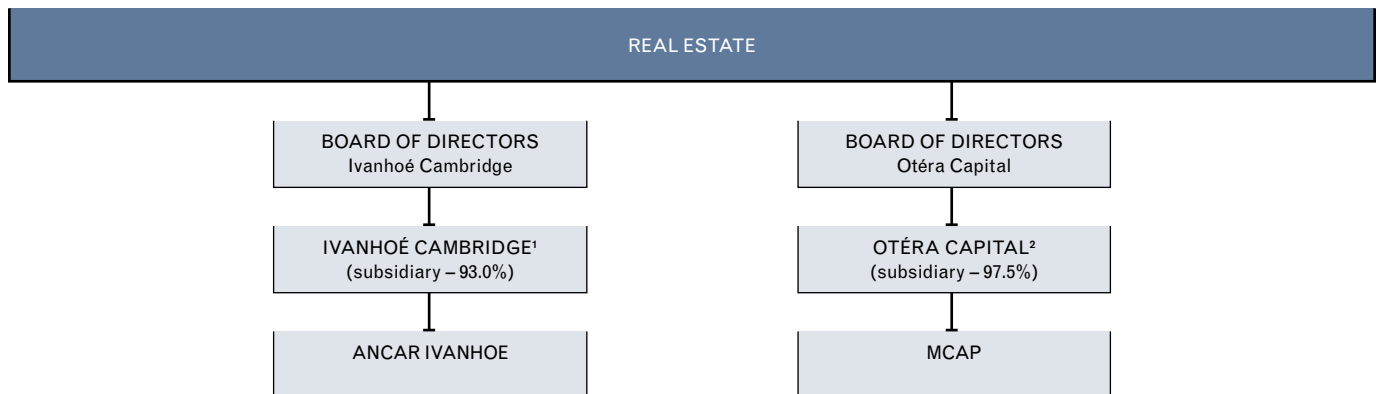 REAL ESTATE
BOARD OF DIRECTORS
Ivanhoé Cambridge
BOARD OF DIRECTORS
Otéra Capital
IVANHOÉ CAMBRIDGE¹
(subsidiary – 93.0%)
OTÉRA CAPITAL²
(subsidiary – 97.5%)
ANCAR IVANHOE
MCAP